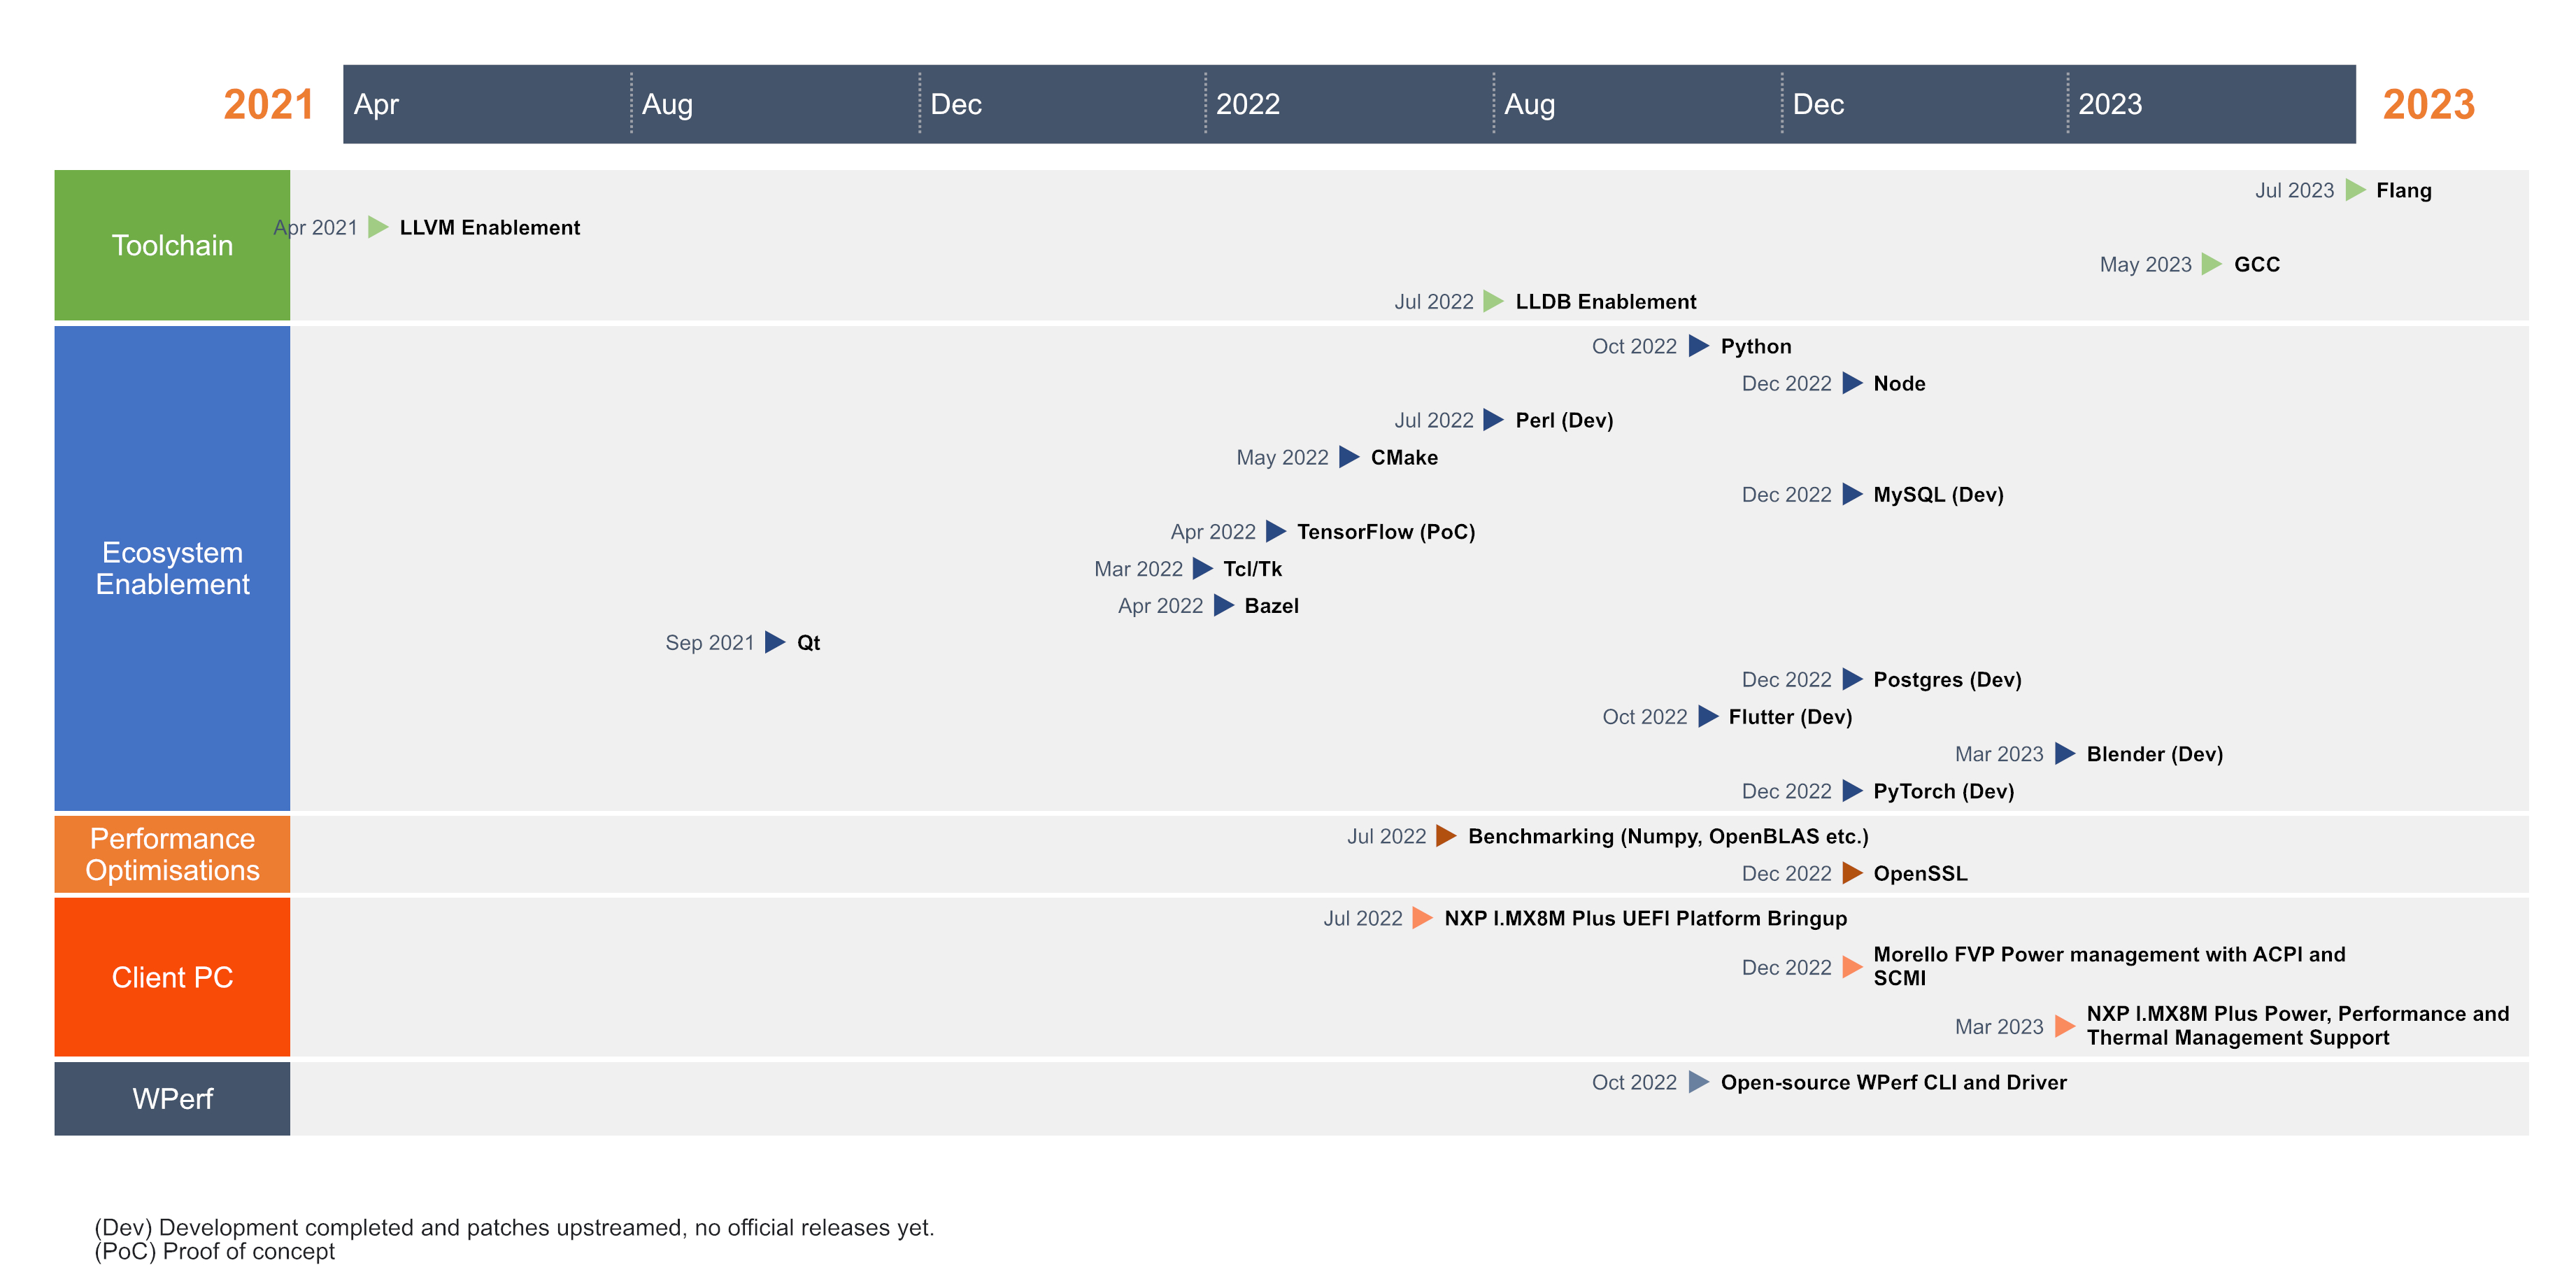 2021 Apr Aug Dec 2022 Aug Dec 2023 2023
Toolchain
Jul 2023 Flang
Apr 2021 LLVM Enablement
May 2023 GCC
Jul 2022 LLDB Enablement
Ecosystem
Enablement
Oct 2022 Python
Dec 2022 Node
Jul 2022 Perl (Dev)
May 2022 CMake
Dec 2022 MySQL (Dev)
Apr 2022 TensorFlow (PoC)
Mar 2022 Tcl/Tk
Apr 2022 Bazel
Sep 2021 Qt
Dec 2022 Postgres (Dev)
Oct 2022 Flutter (Dev)
Mar 2023 Blender (Dev)
Dec 2022 PyTorch (Dev)
Performance
Optimisations
Jul 2022 Benchmarking (Numpy, OpenBLAS etc.)
Dec 2022 OpenSSL
Client PC
Jul 2022 NXP I.MX8M Plus UEFI Platform Bringup
Dec 2022 Morello FVP Power management with ACPI and
SCMI
Mar 2023 NXP I.MX8M Plus Power, Performance and
Thermal Management Support
WPerf
Oct 2022 Open-source WPerf CLI and Driver
(Dev) Development completed and patches upstreamed, no official releases yet.
(PoC) Proof of concept